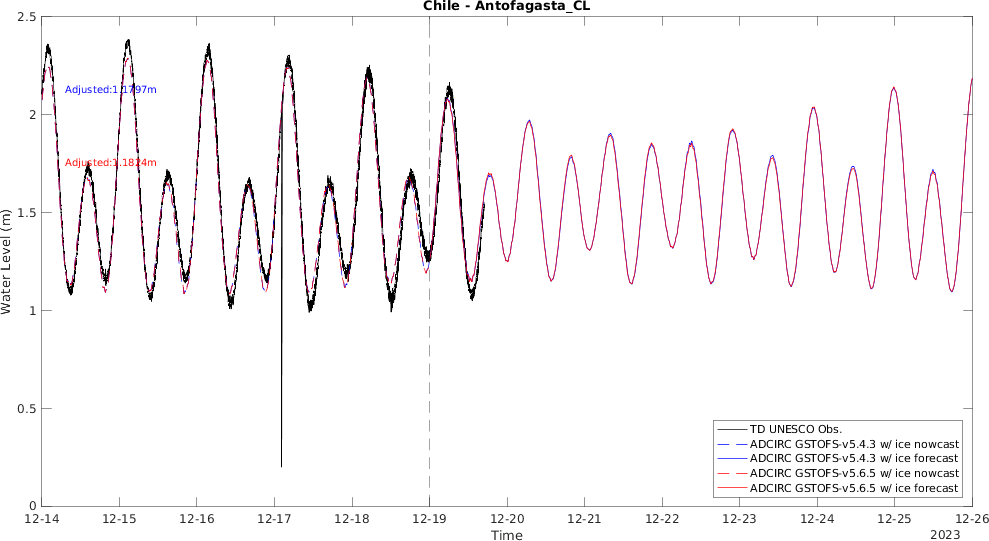 Chile - Antofagasta_CL
2.5
2
1.5
1
0.5
0
Water Level (m)
Adjusted:1.1797m
Adjusted:1.1824m
TD UNESCO Obs.
ADCIRC GSTOFS-v5.4.3 w/ ice nowcast
ADCIRC GSTOFS-v5.4.3 w/ ice forecast
ADCIRC GSTOFS-v5.6.5 w/ ice nowcast
ADCIRC GSTOFS-v5.6.5 w/ ice forecast
12-14 12-15 12-16 12-17 12-18 12-19 12-20 12-21 12-22 12-23 12-24 12-25 12-26
Time
2023